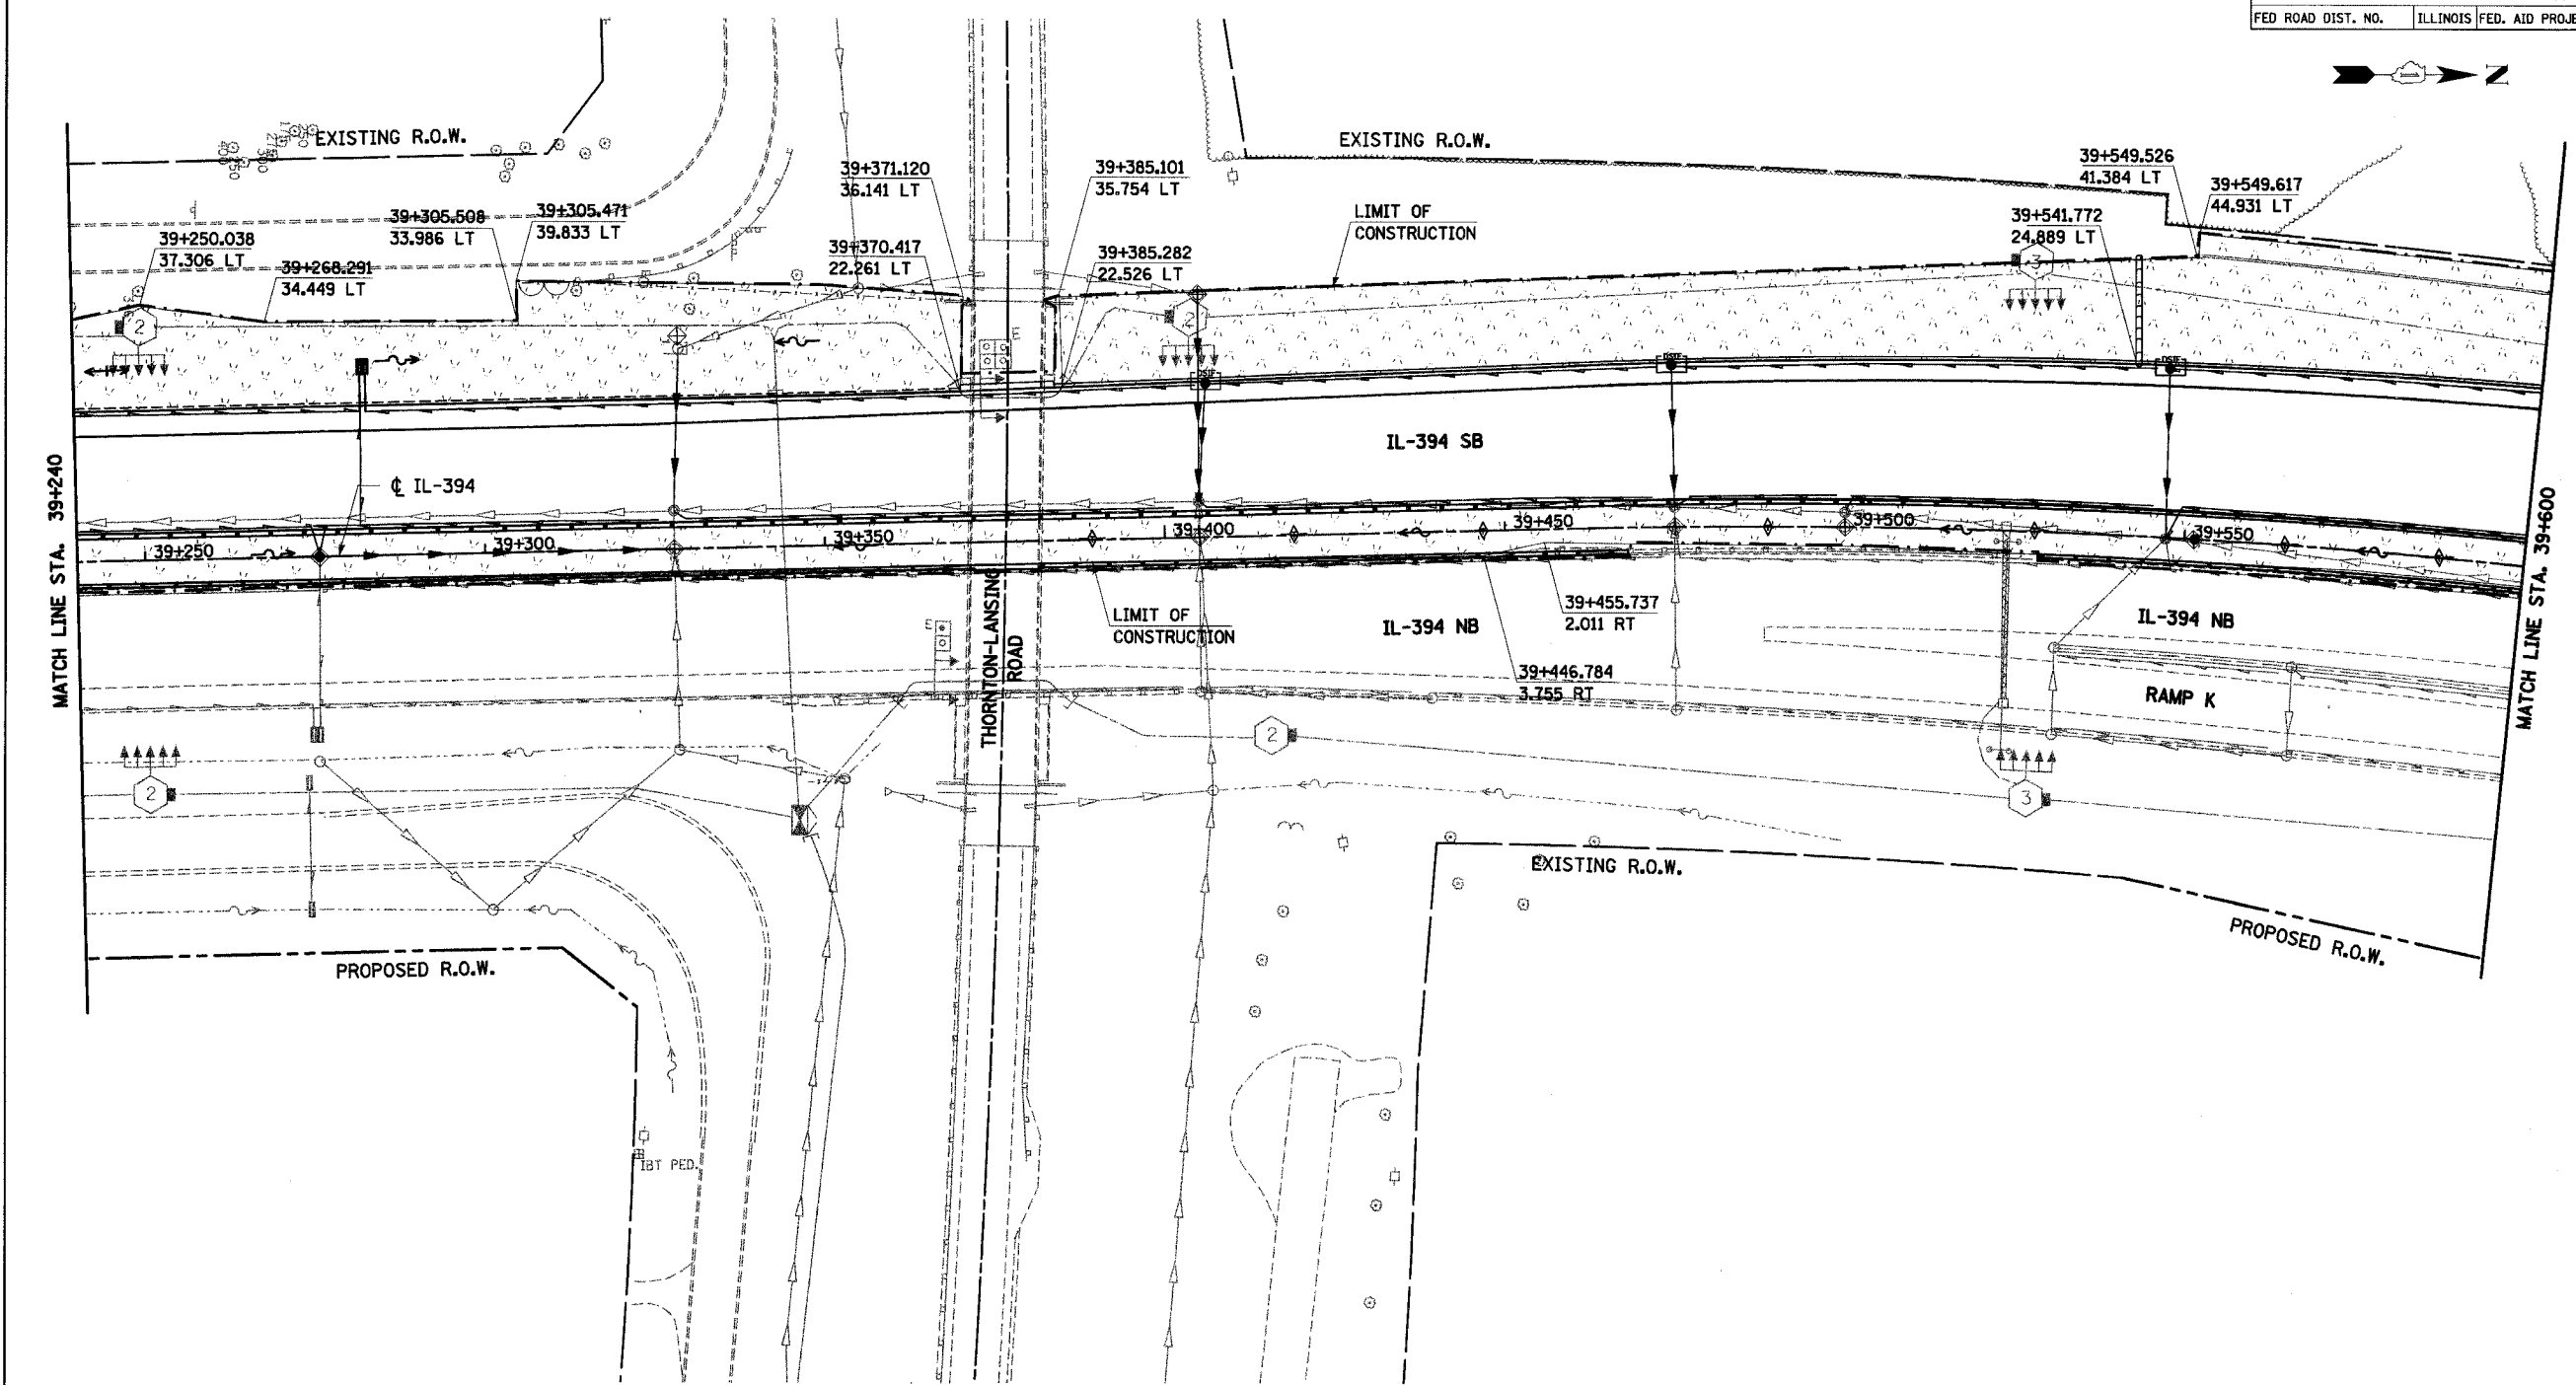 FED ROAD DIST. NO. ILLINOIS FED. AID PROJE
N
EXISTING R.O.W.
EXISTING R.O.W.
39+371.120
36.141 LT
39+385.101
35.754 LT
39+549.526
41.384 LT
39+549.617
44.931 LT
39+250.038
37.306 LT
39+305.508
33.986 LT
39+305.471
39.833 LT
LIMIT OF
CONSTRUCTION
39+541.772
24.889 LT
39+268.291
34.449 LT
39+370.417
22.261 LT
39+385.282
22.526 LT
3
2
2
E
IL-394 SB
MATCH LINE STA. 39+240
℄ IL-394
39+250
39+300
39+350
39+400
39+450
39+500
39+550
MATCH LINE STA. 39+600
LIMIT OF
CONSTRUCTION
39+455.737
2.011 RT
39+446.784
3.755 RT
E
THORNTON-LANSING
ROAD
IL-394 NB
IL-394 NB
RAMP K
2
2
3
EXISTING R.O.W.
PROPOSED R.O.W.
PROPOSED R.O.W.
IBT PED.